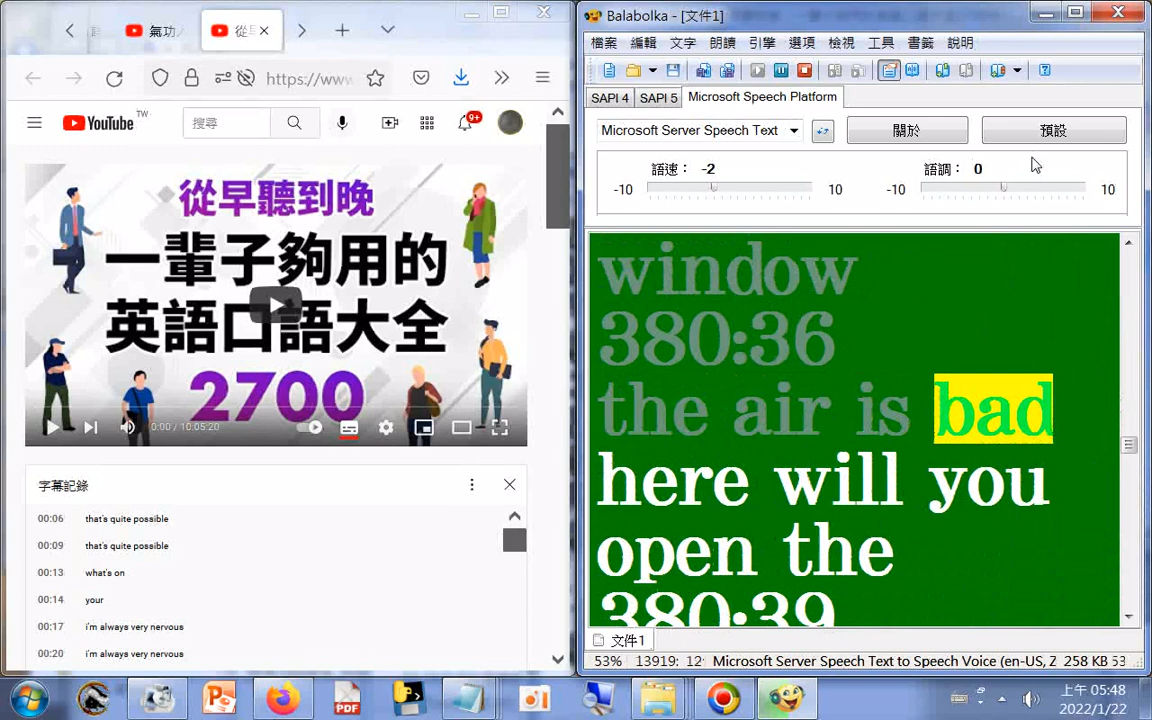 氣功
從
https://www
YouTube
TW
搜尋
9+
從早聽到晚
一輩子夠用的
英語口語大全
2700
0:00 / 10:05:20
字幕記錄
00:06 that's quite possible
00:09 that's quite possible
00:13 what's on
00:14 your
00:17 i'm always very nervous
00:20 i'm always very nervous
Balabolka - [文件1]
檔案 編輯 文字 朗讀 引擎 選項 檢視 工具 書籤 說明
SAPI 4 SAPI 5 Microsoft Speech Platform
Microsoft Server Speech Text 關於 預設
語速： -2 語調： 0
-10 10 -10 10
window
380:36
the air is bad
here will you
open the
380:39
文件1
53% 13919: 12 Microsoft Server Speech Text to Speech Voice (en-US, Z 258 KB 53
PDF
上午 05:48
2022/1/22